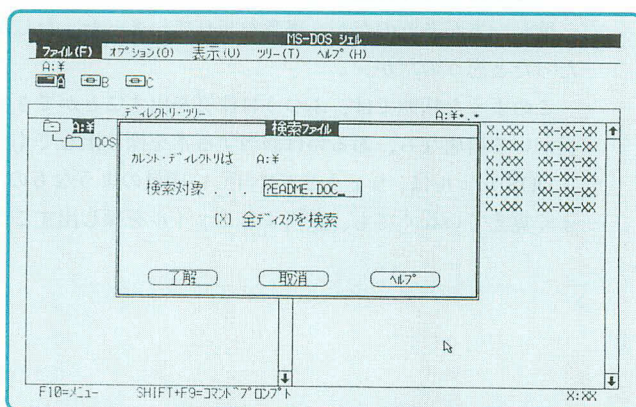 MS-DOS シェル
ファイル(F) オプション(O) 表示(V) ツリー(T) ヘルプ(H)
A:¥
A B C
ディレクトリ・ツリー A:¥*.*
検索ファイル
A:¥
DOS
カレント・ディレクトリは A:¥
検索対象 . . . ?EADME.DOC_
[X] 全ディスクを検索
了解 取消 ヘルプ
X.XXX XX-XX-XX
X.XXX XX-XX-XX
X.XXX XX-XX-XX
X.XXX XX-XX-XX
X.XXX XX-XX-XX
X.XXX XX-XX-XX
F10=メニュー SHIFT+F9=コマンド プロンプト X:XX